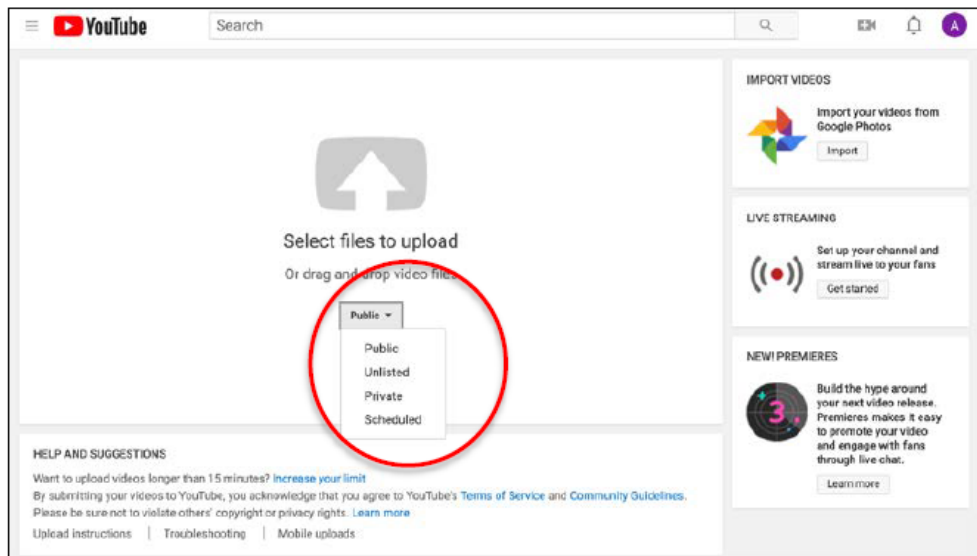 YouTube
Search
A
Select files to upload
Or drag and drop video files
Public
Public
Unlisted
Private
Scheduled
HELP AND SUGGESTIONS
Want to upload videos longer than 15 minutes? Increase your limit
By submitting your videos to YouTube, you acknowledge that you agree to YouTube's Terms of Service and Community Guidelines.
Please be sure not to violate others' copyright or privacy rights. Learn more
Upload instructions | Troubleshooting | Mobile uploads
IMPORT VIDEOS
Import your videos from
Google Photos
Import
LIVE STREAMING
Set up your channel and
stream live to your fans
Get started
NEW! PREMIERES
3
Build the hype around
your next video release.
Premieres makes it easy
to promote your video
and engage with fans
through live chat.
Learn more